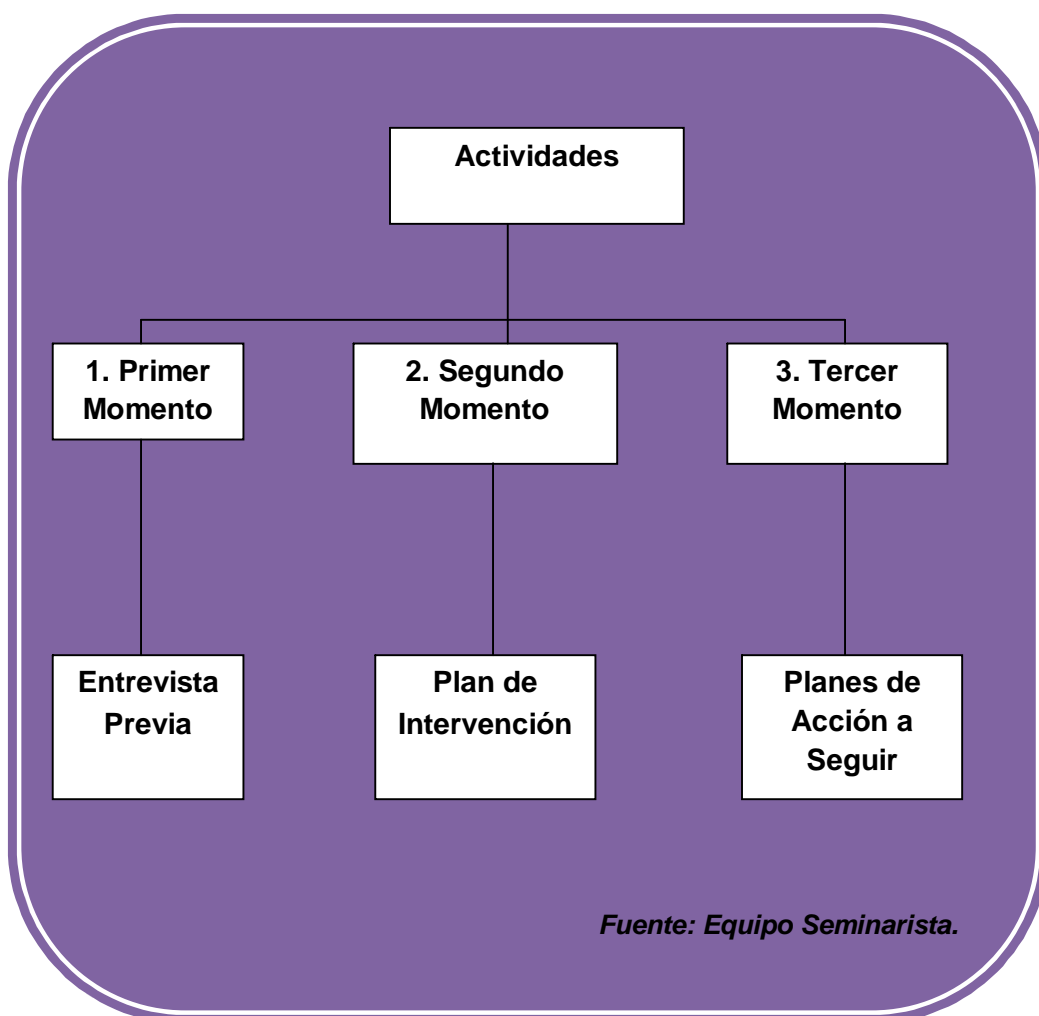 Actividades
1. Primer
Momento
2. Segundo
Momento
3. Tercer
Momento
Entrevista
Previa
Plan de
Intervención
Planes de
Acción a
Seguir
Fuente: Equipo Seminarista.